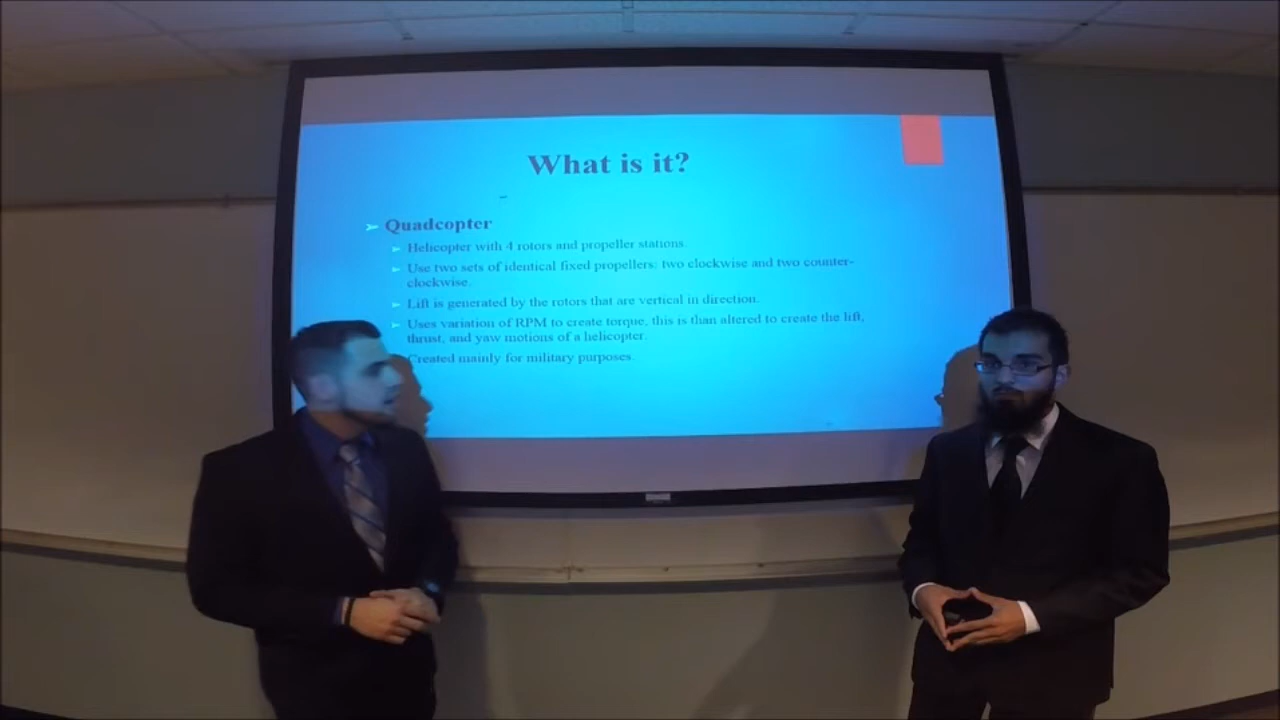 What is it?
Quadcopter
Helicopter with 4 rotors and propeller stations.
Use two sets of identical fixed propellers: two clockwise and two counter-
clockwise.
Lift is generated by the rotors that are vertical in direction.
Uses variation of RPM to create torque, this is than altered to create the lift,
thrust, and yaw motions of a helicopter.
Created mainly for military purposes.